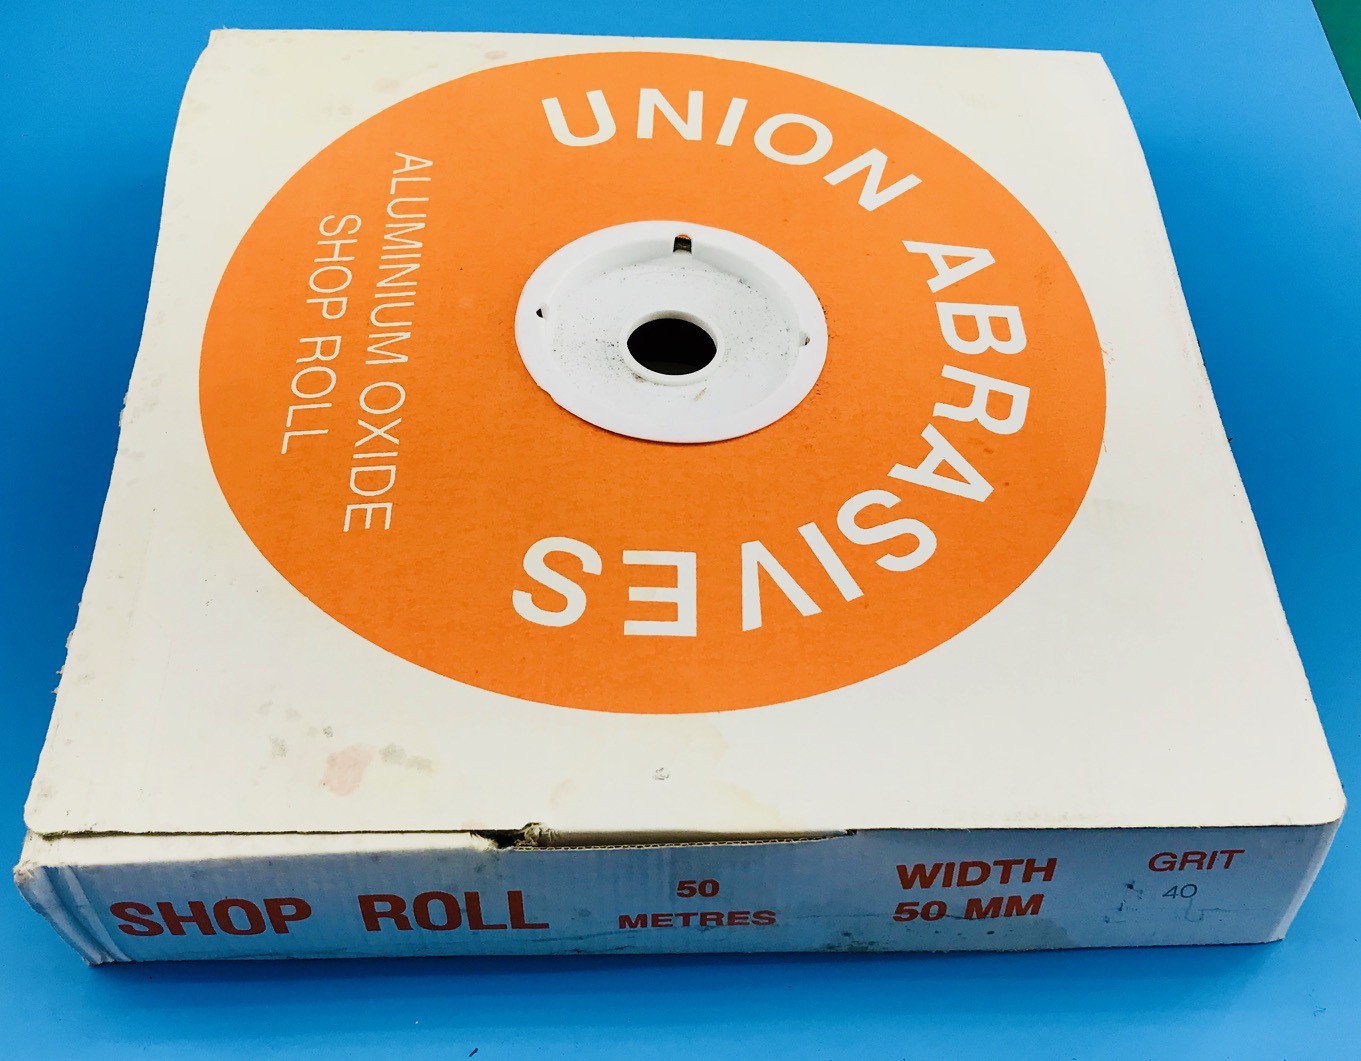 UNION ABRASIVES
ALUMINIUM OXIDE
SHOP ROLL
SHOP ROLL
50
METRES
WIDTH
50 MM
GRIT
40